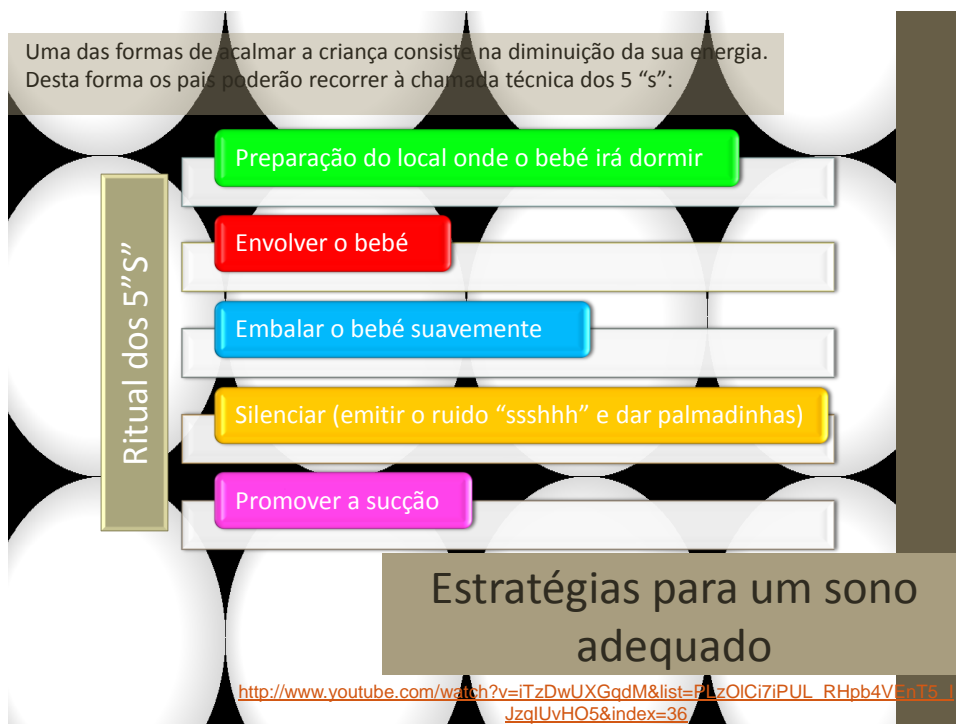 Uma das formas de acalmar a criança consiste na diminuição da sua energia.
Desta forma os pais poderão recorrer à chamada técnica dos 5 “s”:
Ritual dos 5”S”
Preparação do local onde o bebé irá dormir
Envolver o bebé
Embalar o bebé suavemente
Silenciar (emitir o ruido “ssshhh” e dar palmadinhas)
Promover a sucção
Estratégias para um sono
adequado
http://www.youtube.com/watch?v=iTzDwUXGqdM&list=PLzOlCi7iPUL_RHpb4VEnT5_I
JzqIUvHO5&index=36